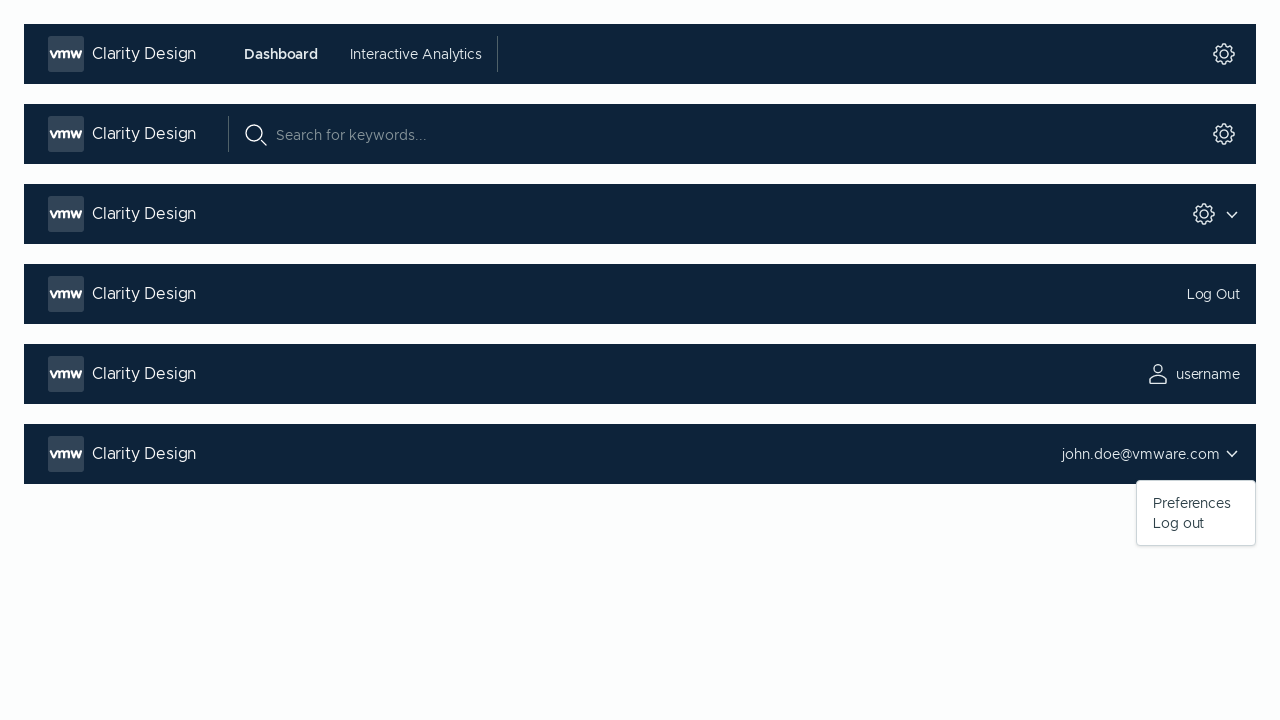 vmw Clarity Design Dashboard Interactive Analytics
vmw Clarity Design Search for keywords...
vmw Clarity Design
vmw Clarity Design Log Out
vmw Clarity Design username
vmw Clarity Design john.doe@vmware.com
Preferences
Log out